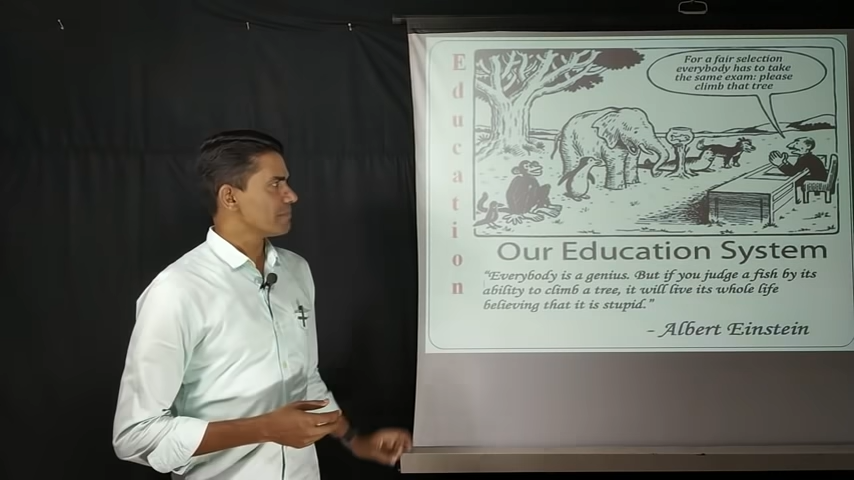 Education
For a fair selection
everybody has to take
the same exam: please
climb that tree
Our Education System
“Everybody is a genius. But if you judge a fish by its
ability to climb a tree, it will live its whole life
believing that it is stupid.”
– Albert Einstein